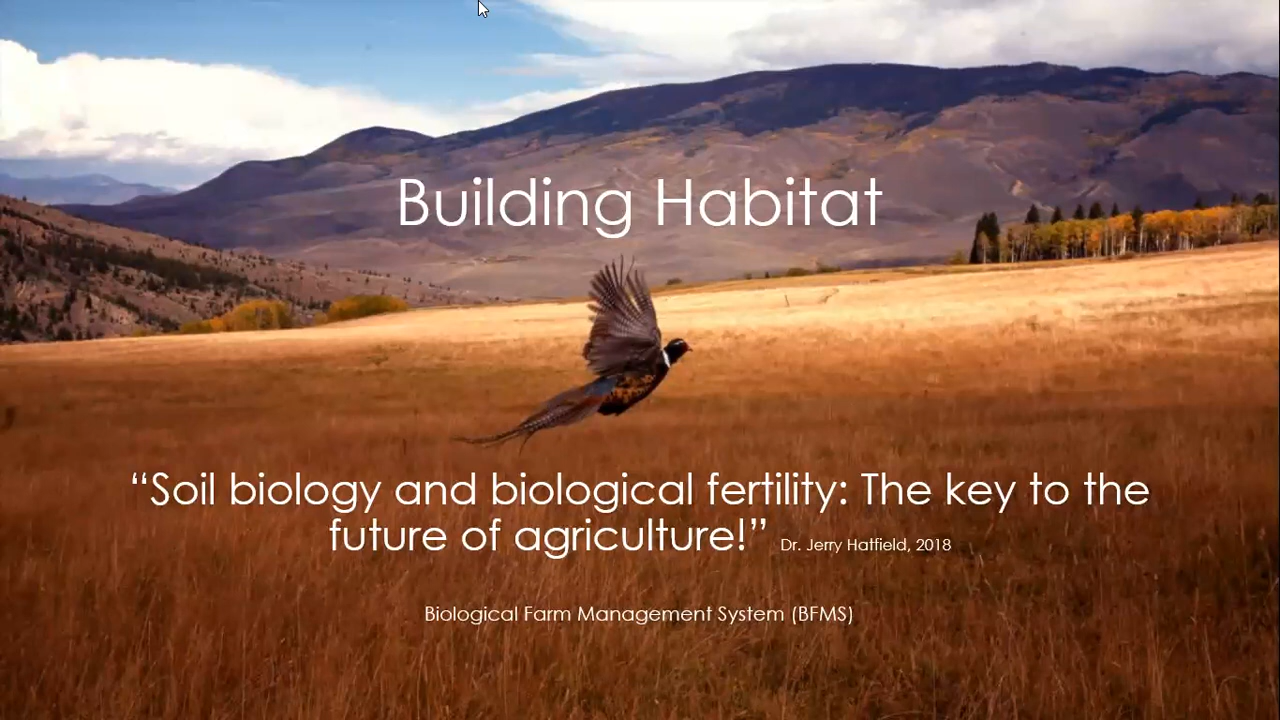 Building Habitat
“Soil biology and biological fertility: The key to the
future of agriculture!” Dr. Jerry Hatfield, 2018
Biological Farm Management System (BFMS)